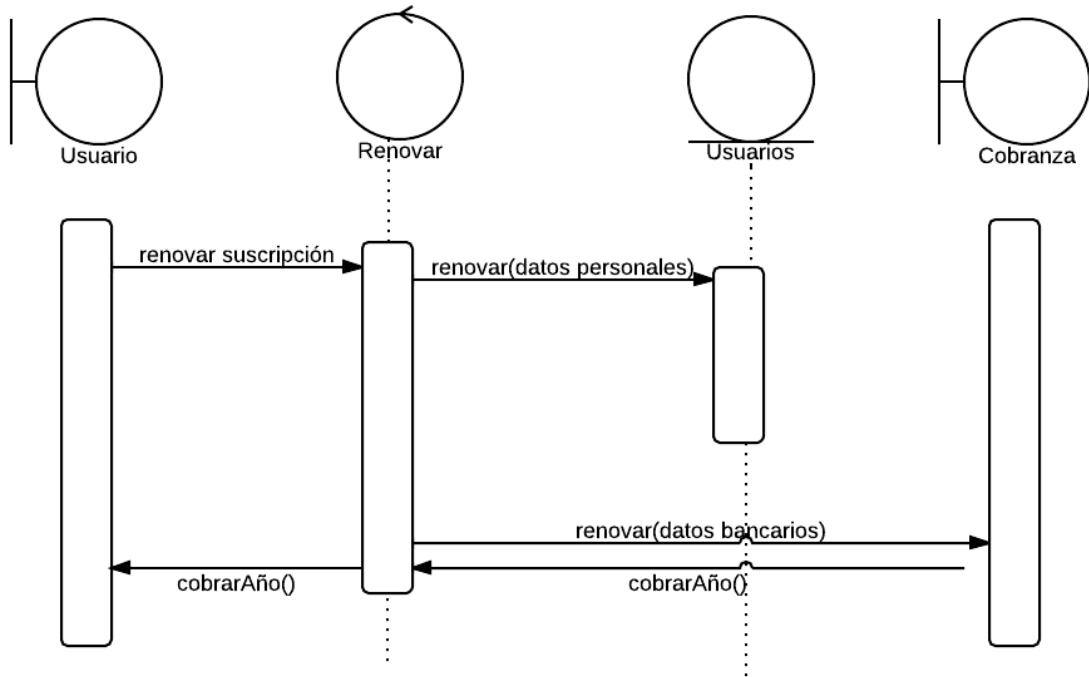 Usuario
Renovar
Usuarios
Cobranza
renovar suscripción
renovar(datos personales)
renovar(datos bancarios)
cobrarAño()
cobrarAño()